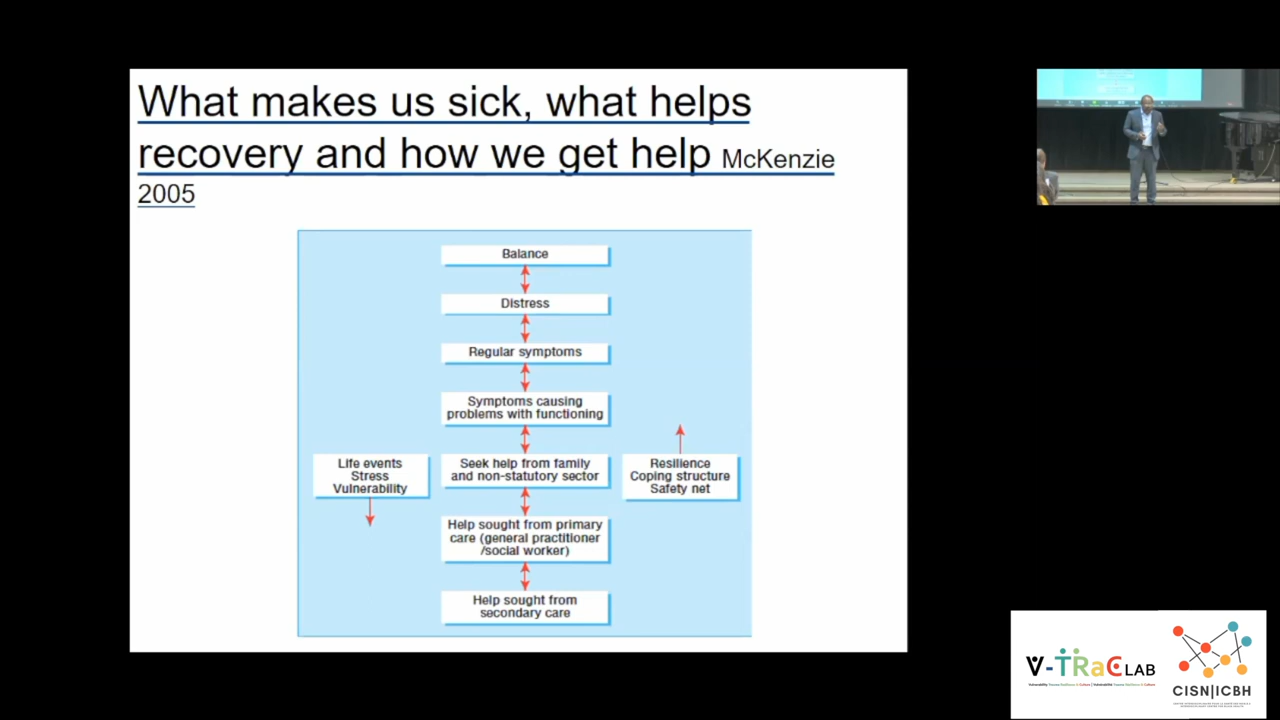 What makes us sick, what helps
recovery and how we get help McKenzie
2005
Balance
Distress
Regular symptoms
Symptoms causing
problems with functioning
Life events
Stress
Vulnerability
Seek help from family
and non-statutory sector
Resilience
Coping structure
Safety net
Help sought from primary
care (general practitioner
/social worker)
Help sought from
secondary care
V-TRaC LAB
CISN|ICBH